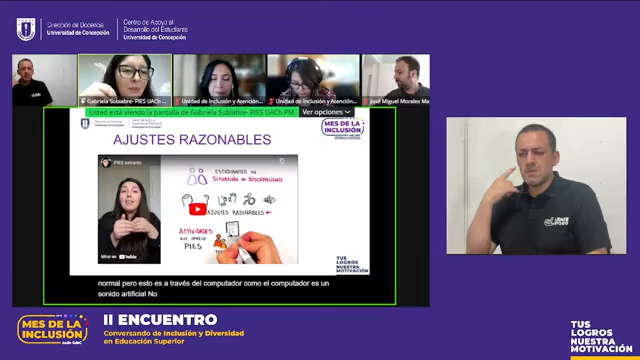 Dirección de Docencia
Universidad de Concepción
Centro de Apoyo al
Desarrollo del Estudiante
Universidad de Concepción
Gabriela Subiabre- PIES UACh
Unidad de Inclusión y Atención...
Unidad de Inclusión y Atención...
José Miguel Morales Ma
Usted está viendo la pantalla de Gabriela Subiabre- PIES UACh PM
Ver opciones
MES DE LA
INCLUSIÓN
AJUSTES RAZONABLES
PIES extracto
ESTUDIANTES EN
SITUACIÓN DE DISCAPACIDAD
AJUSTES RAZONABLES
ACTIVIDADES
QUE OFRECE
PIES
Mirar en YouTube
TUS
LOGROS
NUESTRA
MOTIVACIÓN
normal pero esto es a través del computador como el computador es un
sonido artificial No
MES DE LA
INCLUSIÓN
II ENCUENTRO
Conversando de Inclusión y Diversidad
en Educación Superior
TUS
LOGROS
NUESTRA
MOTIVACIÓN